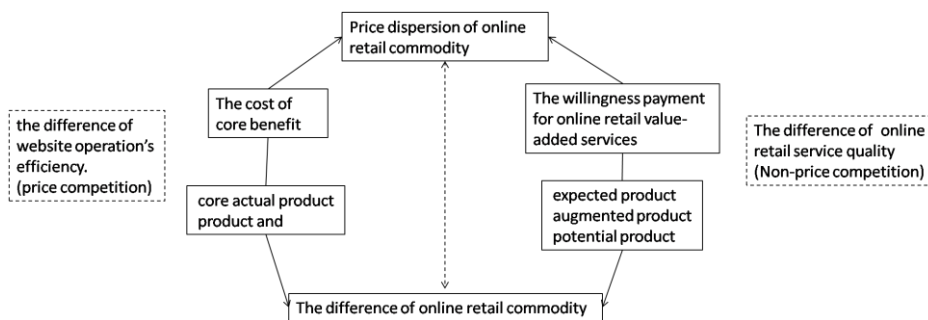 Price dispersion of online
retail commodity
The cost of
core benefit
The willingness payment
for online retail value-
added services
the difference of
website operation's
efficiency.
(price competition)
The difference of online
retail service quality
(Non-price competition)
core actual product
product and
expected product
augmented product
potential product
The difference of online retail commodity